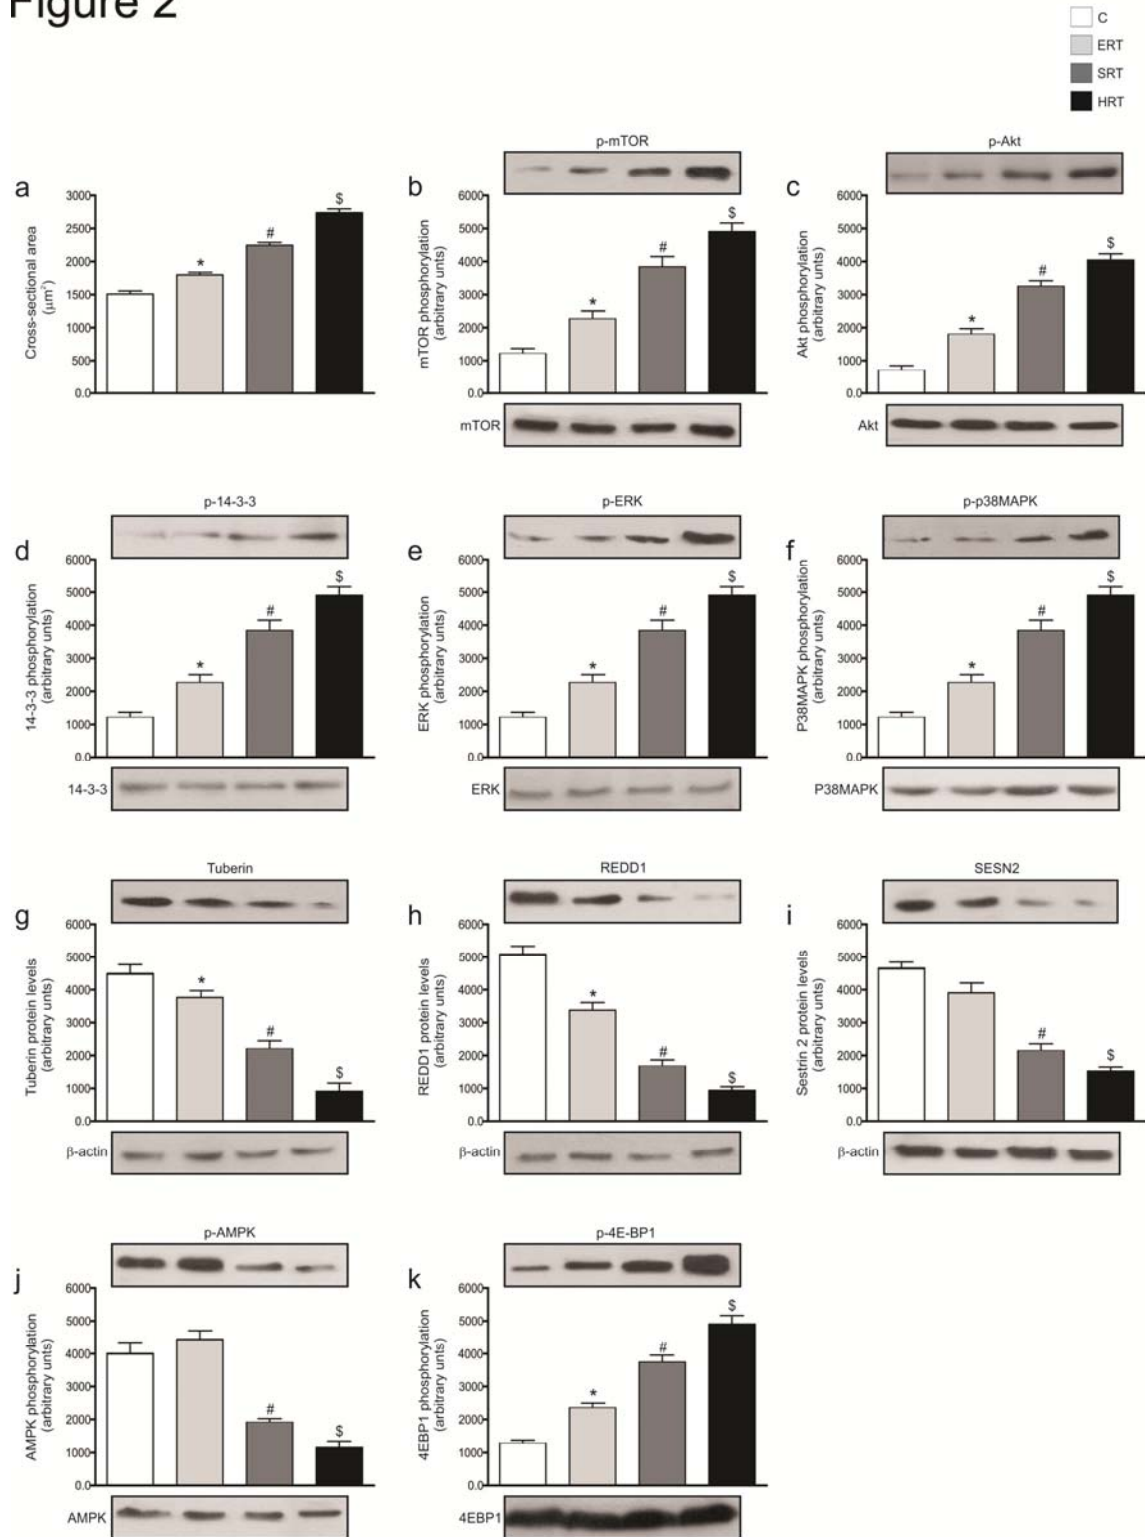 Figure 2
C
ERT
SRT
HRT
a
3000
2500
2000
1500
1000
500
0.0
Cross-sectional area
(μm²)
*
#
$
b
p-mTOR
6000
5000
4000
3000
2000
1000
0.0
mTOR phosphorylation
(arbitrary unts)
*
#
$
mTOR
c
p-Akt
6000
5000
4000
3000
2000
1000
0.0
Akt phosphorylation
(arbitrary unts)
*
#
$
Akt
d
p-14-3-3
6000
5000
4000
3000
2000
1000
0.0
14-3-3 phosphorylation
(arbitrary unts)
*
#
$
14-3-3
e
p-ERK
6000
5000
4000
3000
2000
1000
0.0
ERK phosphorylation
(arbitrary unts)
*
#
$
ERK
f
p-p38MAPK
6000
5000
4000
3000
2000
1000
0.0
P38MAPK phosphorylation
(arbitrary unts)
*
#
$
P38MAPK
g
Tuberin
6000
5000
4000
3000
2000
1000
0.0
Tuberin protein levels
(arbitrary unts)
*
#
$
β-actin
h
REDD1
6000
5000
4000
3000
2000
1000
0.0
REDD1 protein levels
(arbitrary unts)
*
#
$
β-actin
i
SESN2
6000
5000
4000
3000
2000
1000
0.0
Sestrin 2 protein levels
(arbitrary unts)
#
$
β-actin
j
p-AMPK
6000
5000
4000
3000
2000
1000
0.0
AMPK phosphorylation
(arbitrary unts)
#
$
AMPK
k
p-4E-BP1
6000
5000
4000
3000
2000
1000
0.0
4EBP1 phosphorylation
(arbitrary unts)
*
#
$
4EBP1